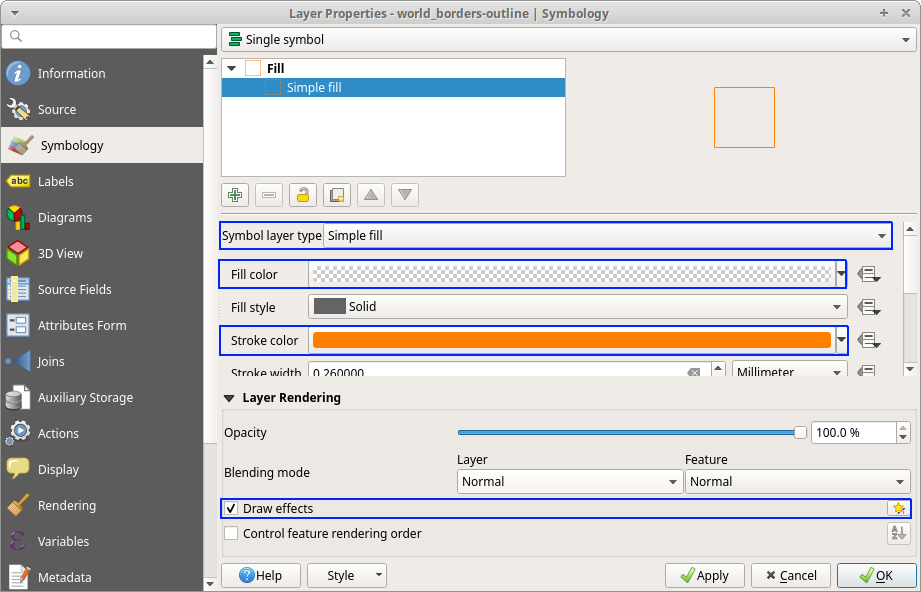 Layer Properties - world_borders-outline | Symbology
Information
Source
Symbology
abc Labels
Diagrams
3D View
Source Fields
Attributes Form
Joins
Auxiliary Storage
Actions
Display
Rendering
Variables
Metadata
Single symbol
Fill
Simple fill
Symbol layer type Simple fill
Fill color
Fill style Solid
Stroke color
Stroke width 0.260000 Millimeter
Layer Rendering
Opacity 100.0 %
Layer Feature
Blending mode
Normal Normal
Draw effects
Control feature rendering order
Help Style Apply Cancel OK